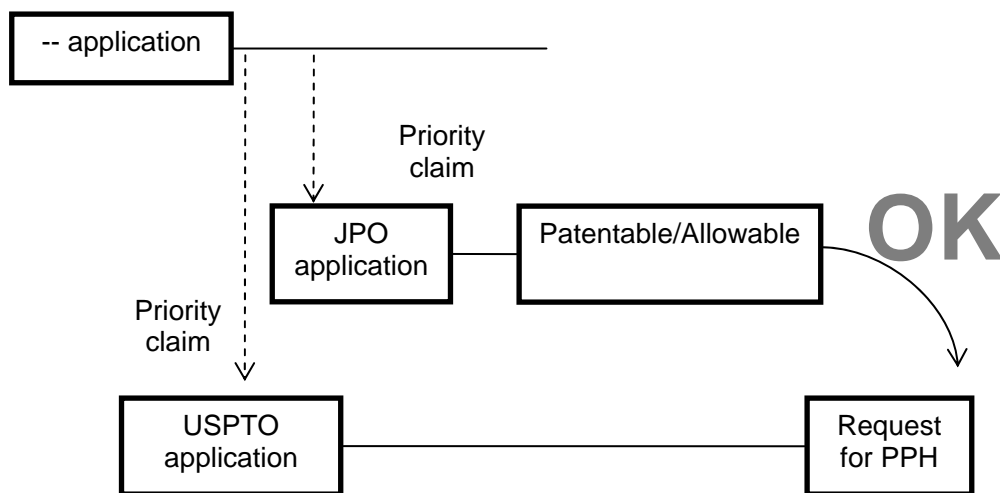 -- application
Priority
claim
OK
JPO
application
Patentable/Allowable
Priority
claim
USPTO
application
Request
for PPH